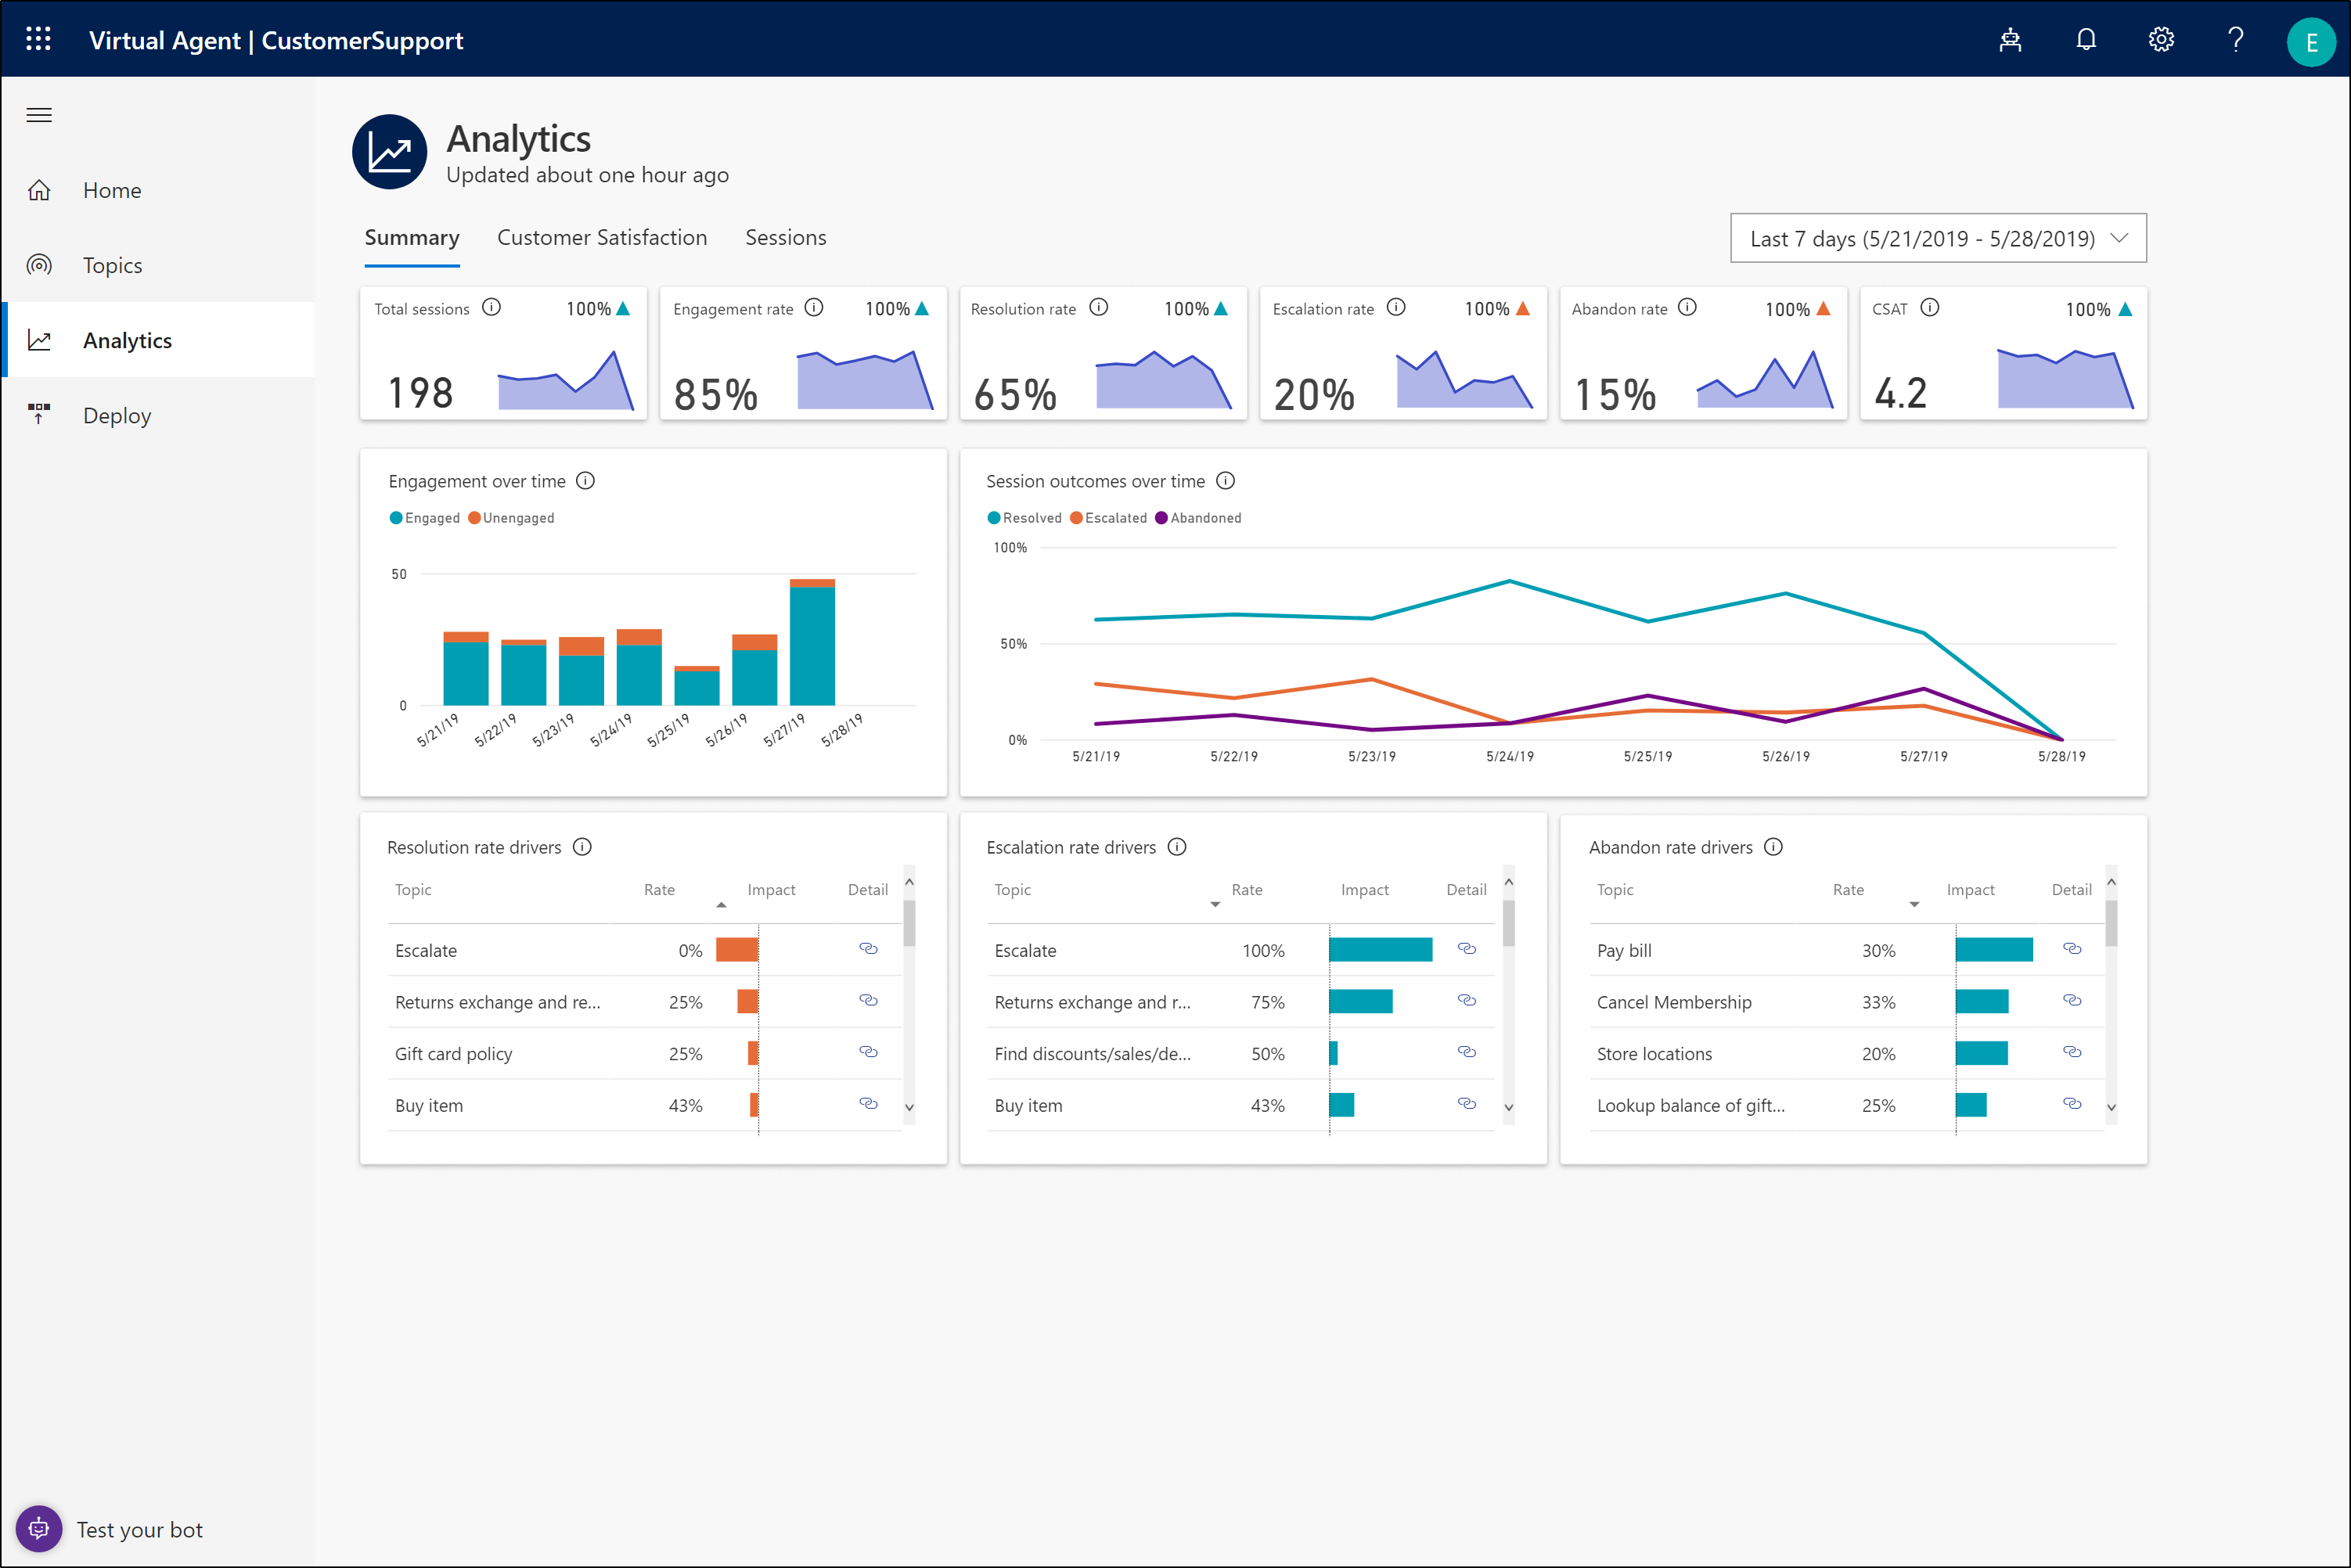 Virtual Agent | CustomerSupport
E
Home
Topics
Analytics
Deploy
Test your bot
Analytics
Updated about one hour ago
Summary Customer Satisfaction Sessions
Last 7 days (5/21/2019 - 5/28/2019)
Total sessions 100%
198
Engagement rate 100%
85%
Resolution rate 100%
65%
Escalation rate 100%
20%
Abandon rate 100%
15%
CSAT 100%
4.2
Engagement over time
Engaged Unengaged
50
0
5/21/19 5/22/19 5/23/19 5/24/19 5/25/19 5/26/19 5/27/19 5/28/19
Session outcomes over time
Resolved Escalated Abandoned
100%
50%
0%
5/21/19 5/22/19 5/23/19 5/24/19 5/25/19 5/26/19 5/27/19 5/28/19
Resolution rate drivers
Topic Rate Impact Detail
Escalate 0%
Returns exchange and re... 25%
Gift card policy 25%
Buy item 43%
Escalation rate drivers
Topic Rate Impact Detail
Escalate 100%
Returns exchange and r... 75%
Find discounts/sales/de... 50%
Buy item 43%
Abandon rate drivers
Topic Rate Impact Detail
Pay bill 30%
Cancel Membership 33%
Store locations 20%
Lookup balance of gift... 25%